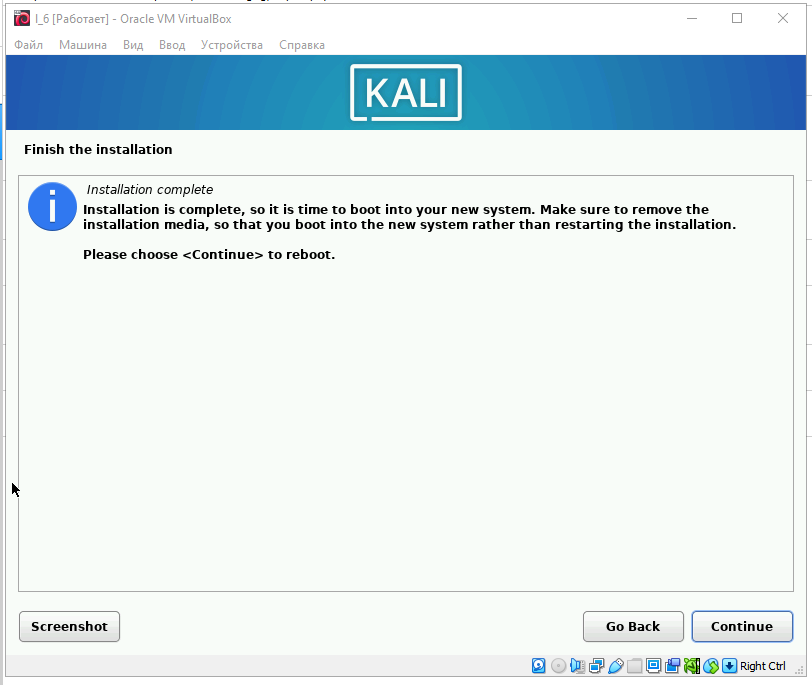 l_6 [Работает] - Oracle VM VirtualBox
Файл Машина Вид Ввод Устройства Справка
KALI
Finish the installation
Installation complete
Installation is complete, so it is time to boot into your new system. Make sure to remove the
installation media, so that you boot into the new system rather than restarting the installation.
Please choose <Continue> to reboot.
Screenshot Go Back Continue
Right Ctrl